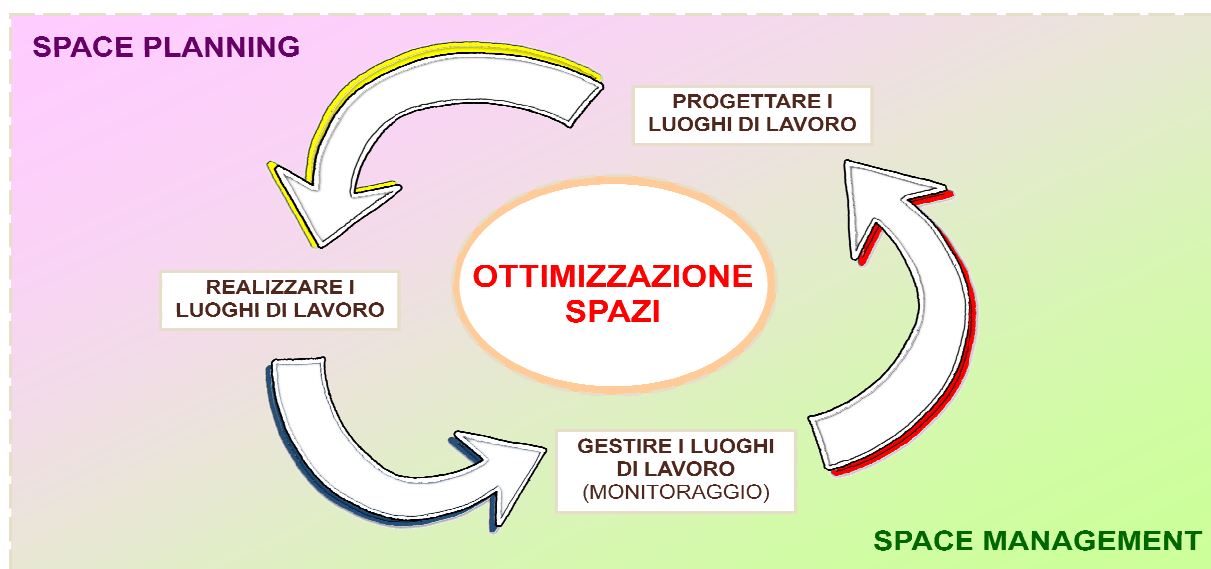 SPACE PLANNING
PROGETTARE I
LUOGHI DI LAVORO
OTTIMIZZAZIONE
SPAZI
REALIZZARE I
LUOGHI DI LAVORO
GESTIRE I LUOGHI
DI LAVORO
(MONITORAGGIO)
SPACE MANAGEMENT